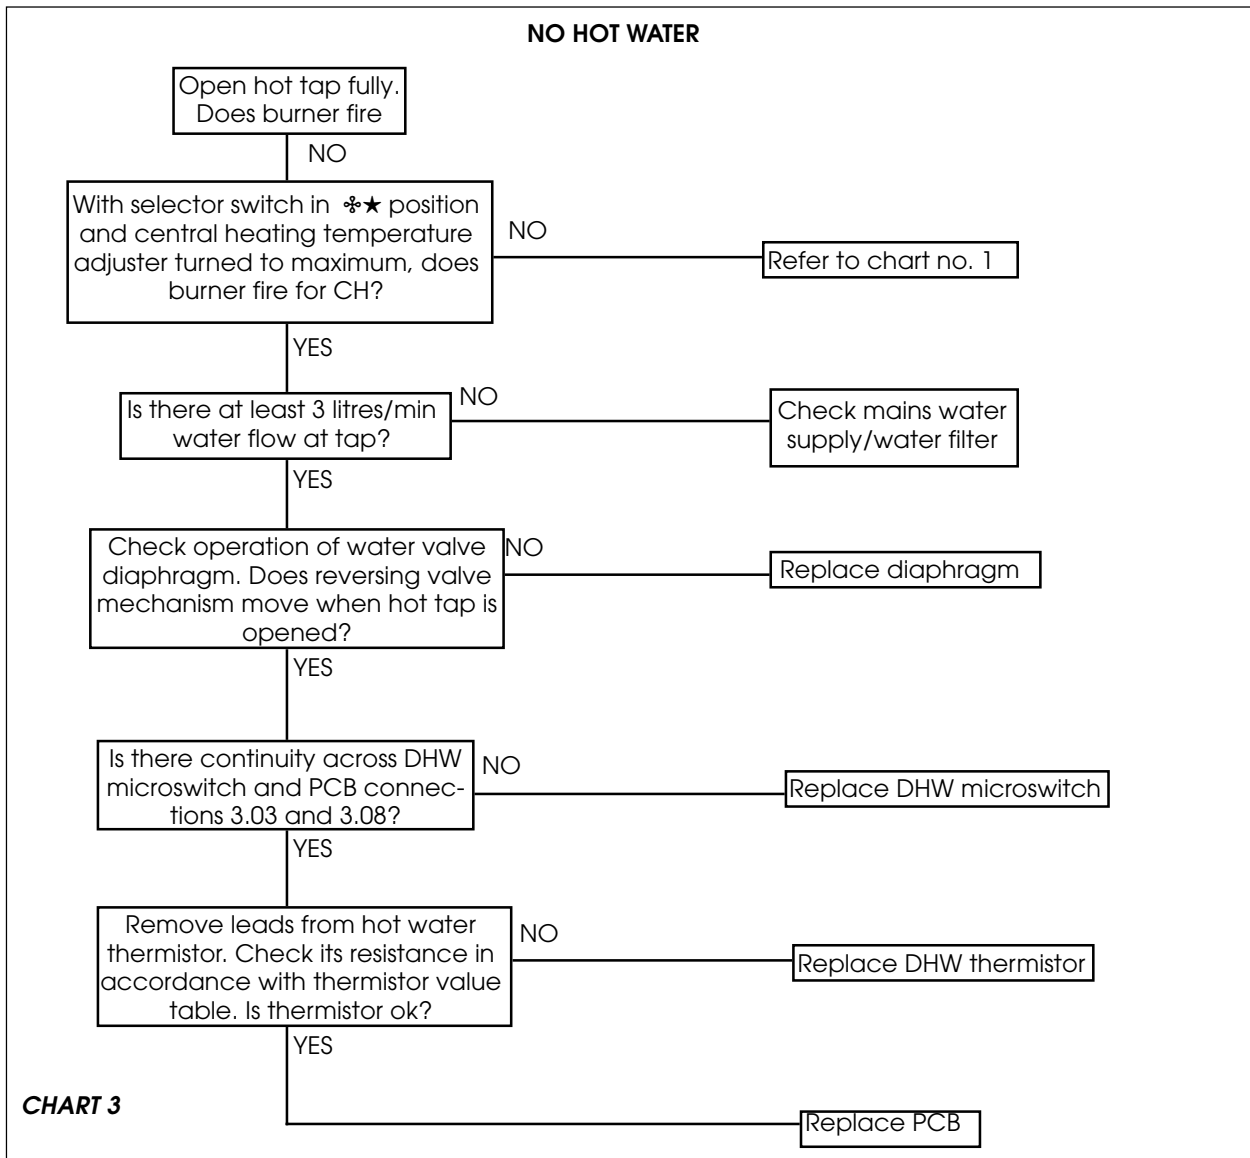 NO HOT WATER
Open hot tap fully.
Does burner fire
NO
With selector switch in ✤★ position
and central heating temperature
adjuster turned to maximum, does
burner fire for CH?
NO
Refer to chart no. 1
YES
Is there at least 3 litres/min
water flow at tap?
NO
Check mains water
supply/water filter
YES
Check operation of water valve
diaphragm. Does reversing valve
mechanism move when hot tap is
opened?
NO
Replace diaphragm
YES
Is there continuity across DHW
microswitch and PCB connec-
tions 3.03 and 3.08?
NO
Replace DHW microswitch
YES
Remove leads from hot water
thermistor. Check its resistance in
accordance with thermistor value
table. Is thermistor ok?
NO
Replace DHW thermistor
YES
Replace PCB
CHART 3